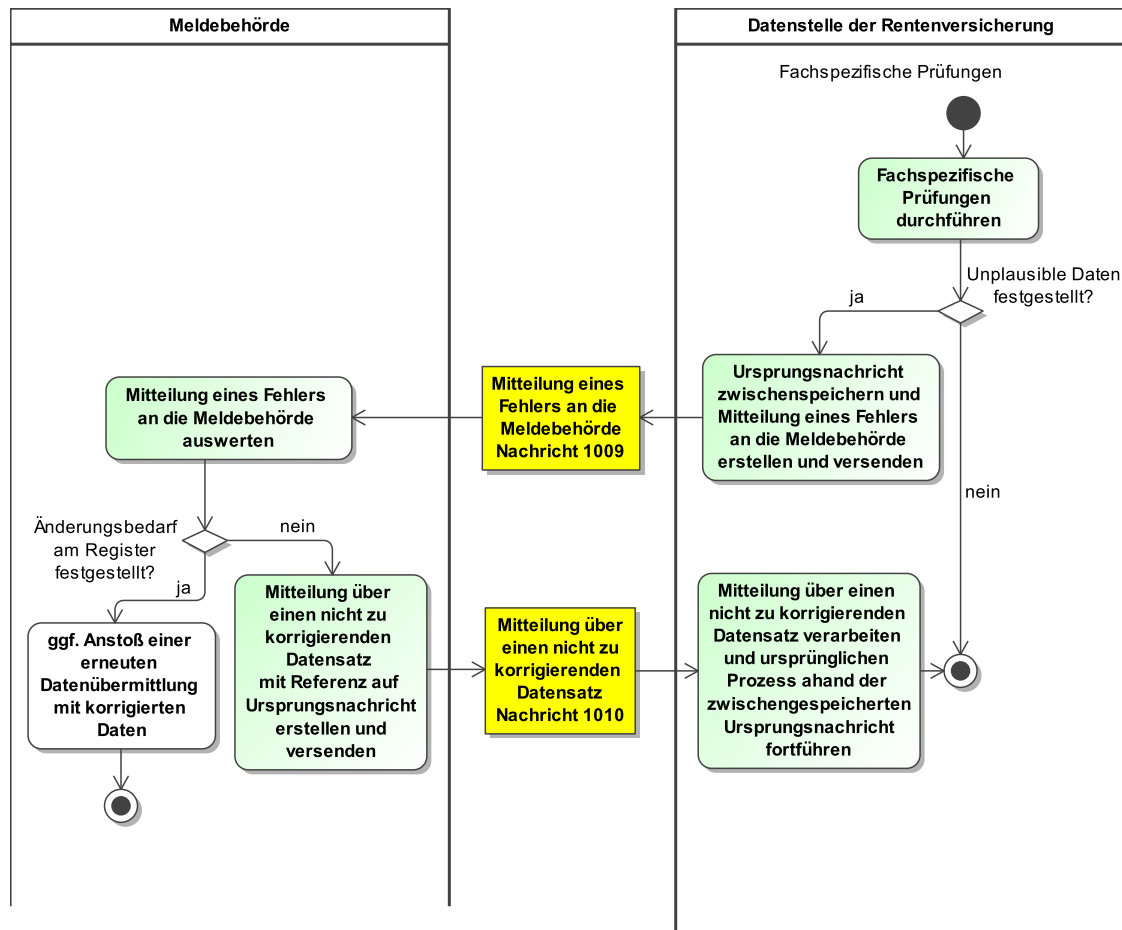 Meldebehörde
Datenstelle der Rentenversicherung
Fachspezifische Prüfungen
Fachspezifische
Prüfungen
durchführen
Unplausible Daten
festgestellt?
ja
nein
Ursprungsnachricht
zwischenspeichern und
Mitteilung eines Fehlers
an die Meldebehörde
erstellen und versenden
Mitteilung eines
Fehlers an die
Meldebehörde
Nachricht 1009
Mitteilung eines Fehlers
an die Meldebehörde
auswerten
Änderungsbedarf
am Register
festgestellt?
nein
ja
ggf. Anstoß einer
erneuten
Datenübermittlung
mit korrigierten
Daten
Mitteilung über
einen nicht zu
korrigierenden
Datensatz
mit Referenz auf
Ursprungsnachricht
erstellen und
versenden
Mitteilung über
einen nicht zu
korrigierenden
Datensatz
Nachricht 1010
Mitteilung über einen
nicht zu korrigierenden
Datensatz verarbeiten
und ursprünglichen
Prozess ahand der
zwischengespeicherten
Ursprungsnachricht
fortführen